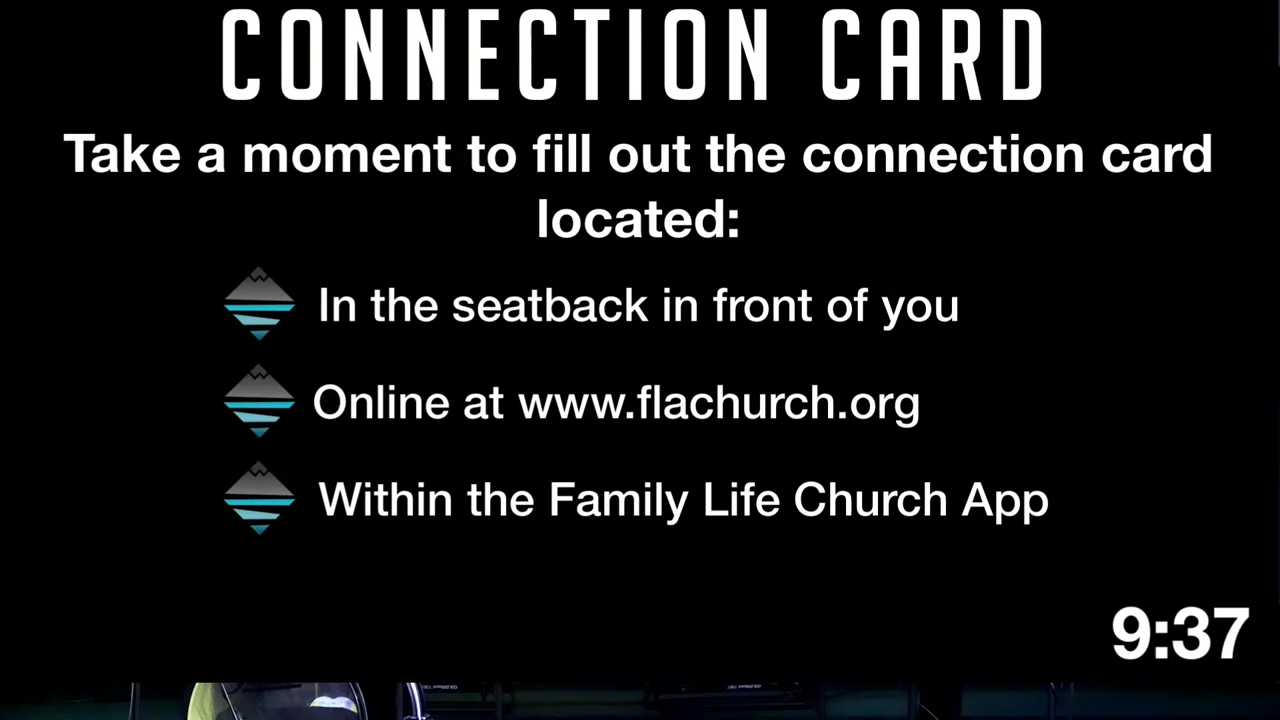 CONNECTION CARD
Take a moment to fill out the connection card
located:
In the seatback in front of you
Online at www.flachurch.org
Within the Family Life Church App
9:37